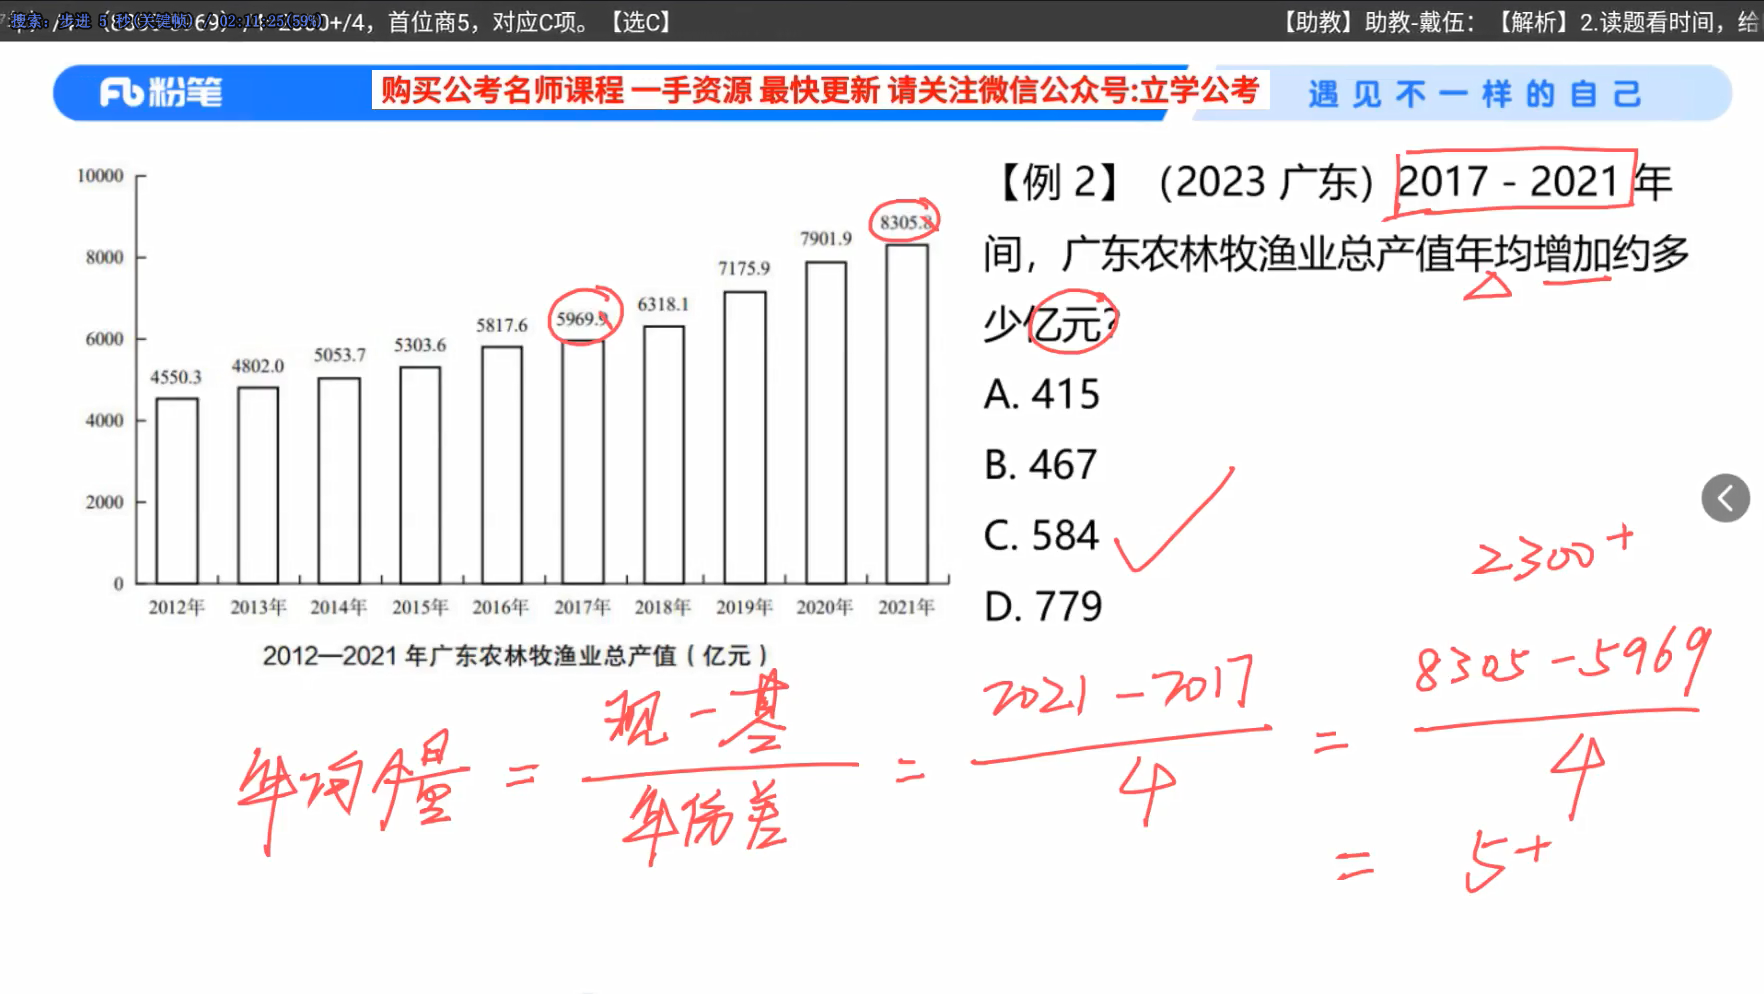 搜索: 步进 5 秒(关键帧) / 02:11:25(59%)
/4，首位商5，对应C项。【选C】
【助教】助教-戴伍：【解析】2.读题看时间，给
粉笔
购买公考名师课程 一手资源 最快更新 请关注微信公众号:立学公考
遇见不一样的自己
【例 2】（2023 广东）2017 - 2021 年
间，广东农林牧渔业总产值年均增加约多
少亿元?
A. 415
B. 467
C. 584
D. 779
10000
8000
6000
4000
2000
0
4550.3
4802.0
5053.7
5303.6
5817.6
5969.9
6318.1
7175.9
7901.9
8305.8
2012年 2013年 2014年 2015年 2016年 2017年 2018年 2019年 2020年 2021年
2012—2021 年广东农林牧渔业总产值（亿元）
2300+
年均个量 = 现-基 / 年份差 = 2021-2017 / 4 = 8305-5969 / 4
= 5+